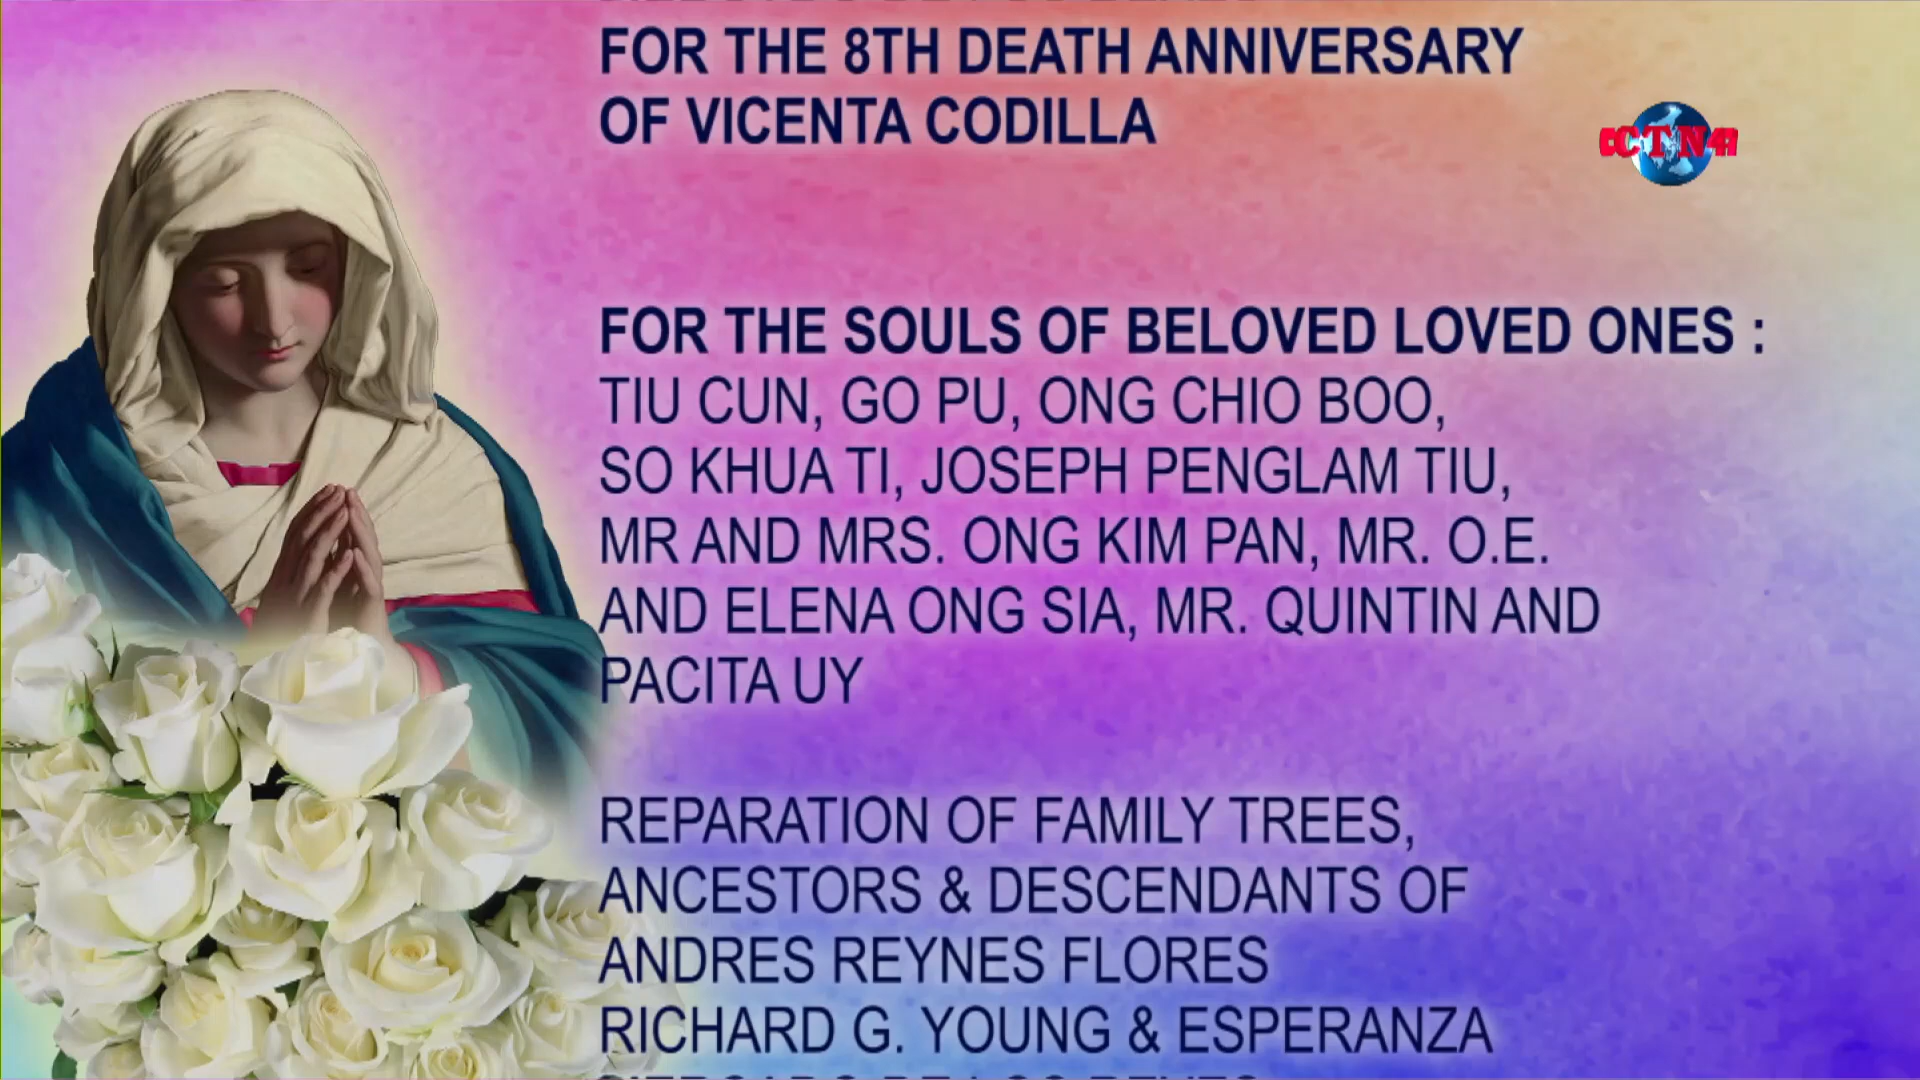 FOR THE 8TH DEATH ANNIVERSARY
OF VICENTA CODILLA
CCTN47
FOR THE SOULS OF BELOVED LOVED ONES :
TIU CUN, GO PU, ONG CHIO BOO,
SO KHUA TI, JOSEPH PENGLAM TIU,
MR AND MRS. ONG KIM PAN, MR. O.E.
AND ELENA ONG SIA, MR. QUINTIN AND
PACITA UY
REPARATION OF FAMILY TREES,
ANCESTORS & DESCENDANTS OF
ANDRES REYNES FLORES
RICHARD G. YOUNG & ESPERANZA